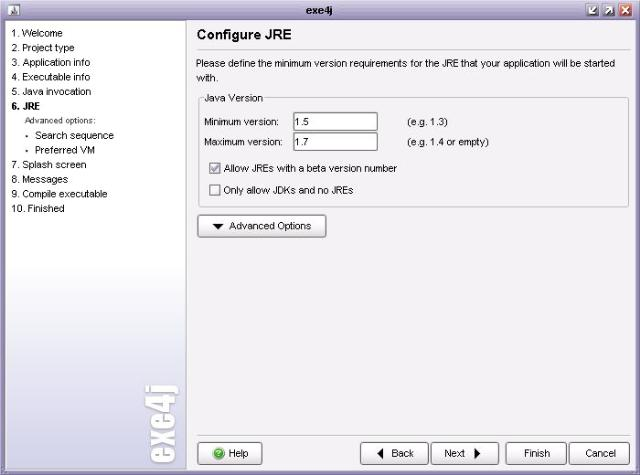 exe4j
1. Welcome
2. Project type
3. Application info
4. Executable info
5. Java invocation
6. JRE
Advanced options:
• Search sequence
• Preferred VM
7. Splash screen
8. Messages
9. Compile executable
10. Finished
exe4j
Configure JRE
Please define the minimum version requirements for the JRE that your application will be started
with.
Java Version
Minimum version: 1.5 (e.g. 1.3)
Maximum version: 1.7 (e.g. 1.4 or empty)
Allow JREs with a beta version number
Only allow JDKs and no JREs
Advanced Options
Help Back Next Finish Cancel